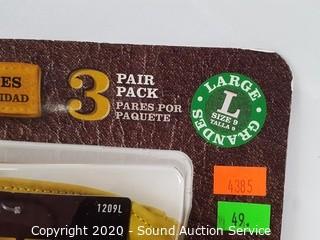 ES
IDAD
3 PAIR
PACK
PARES POR
PAQUETE
LARGE
L
SIZE 9
TALLA 9
GRANDES
4385
49.
1209L
Copyright 2020 - Sound Auction Service